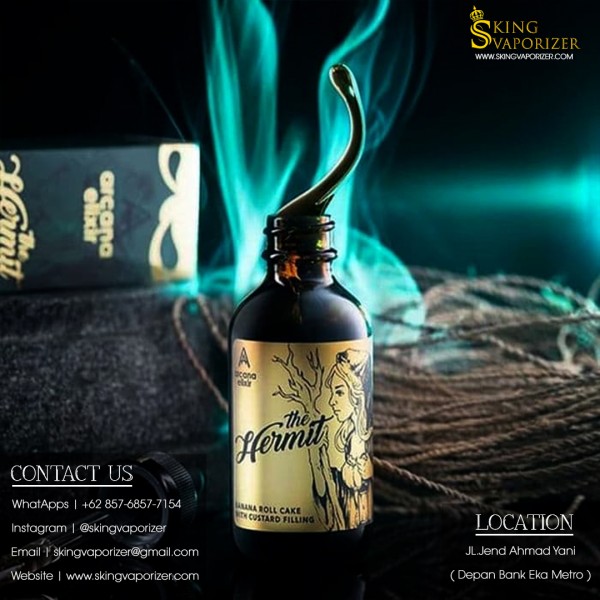 SKING
VAPORIZER
WWW.SKINGVAPORIZER.COM
the
Hermit
arcana
elixir
A
arcana
elixir
the
Hermit
BANANA ROLL CAKE
WITH CUSTARD FILLING
CONTACT US
WhatApps | +62 857-6857-7154
Instagram | @skingvaporizer
Email | skingvaporizer@gmail.com
Website | www.skingvaporizer.com
LOCATION
JL.Jend Ahmad Yani
( Depan Bank Eka Metro )